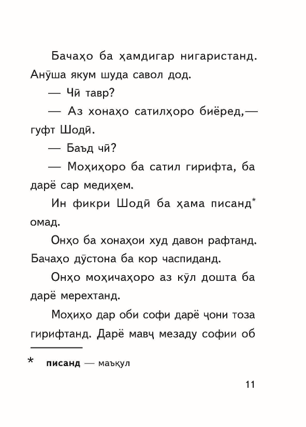 Бачаҳо ба ҳамдигар нигаристанд.
Анӯша якум шуда савол дод.
— Чӣ тавр?
— Аз хонаҳо сатилҳоро биёред,—
гуфт Шодӣ.
— Баъд чӣ?
— Моҳиҳоро ба сатил гирифта, ба
дарё сар медиҳем.
Ин фикри Шодӣ ба ҳама писанд*
омад.
Онҳо ба хонаҳои худ давон рафтанд.
Бачаҳо дӯстона ба кор часпиданд.
Онҳо моҳичаҳоро аз кӯл дошта ба
дарё мерехтанд.
Моҳиҳо дар оби софи дарё ҷони тоза
гирифтанд. Дарё мавҷ мезаду софии об
* писанд — маъқул
11